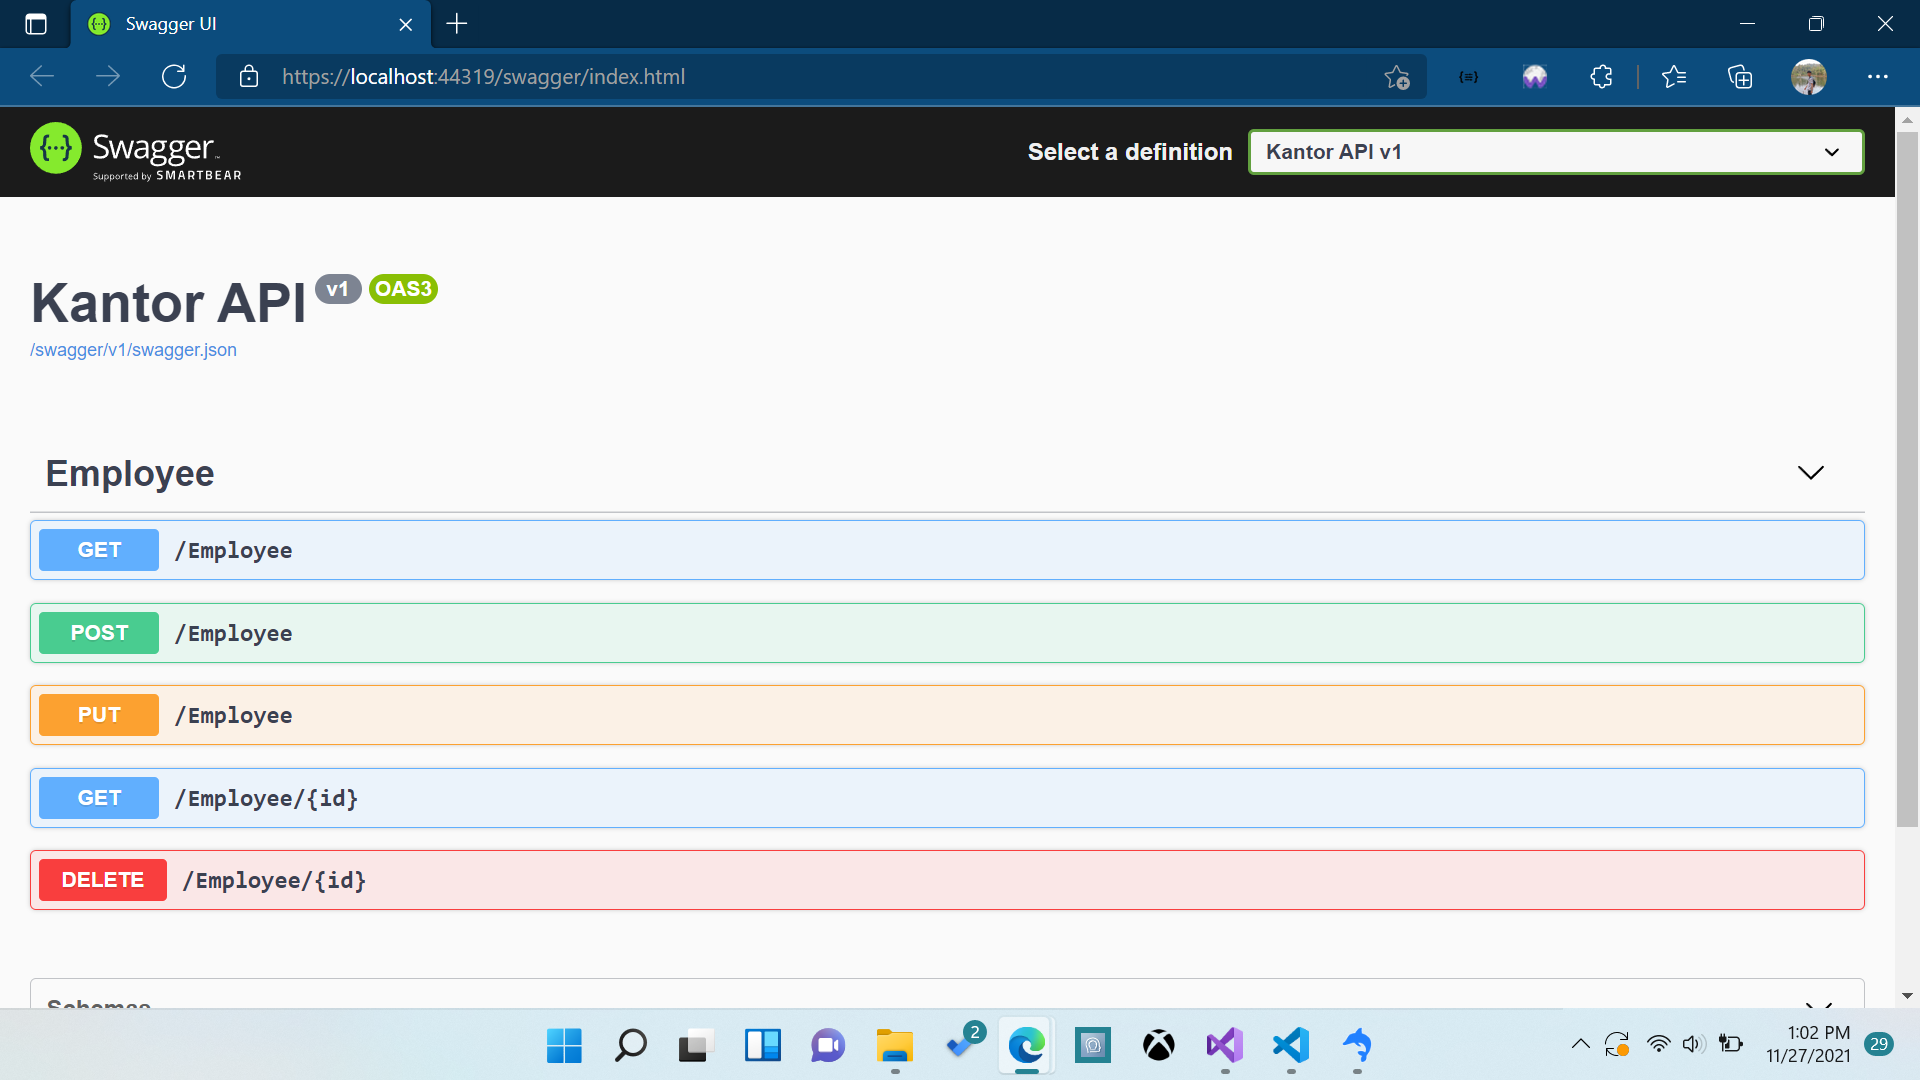 Swagger UI
https://localhost:44319/swagger/index.html
Swagger
Supported by SMARTBEAR
Select a definition
Kantor API v1
Kantor API v1 OAS3
/swagger/v1/swagger.json
Employee
GET /Employee
POST /Employee
PUT /Employee
GET /Employee/{id}
DELETE /Employee/{id}
Schemas
2
1:02 PM
11/27/2021
29